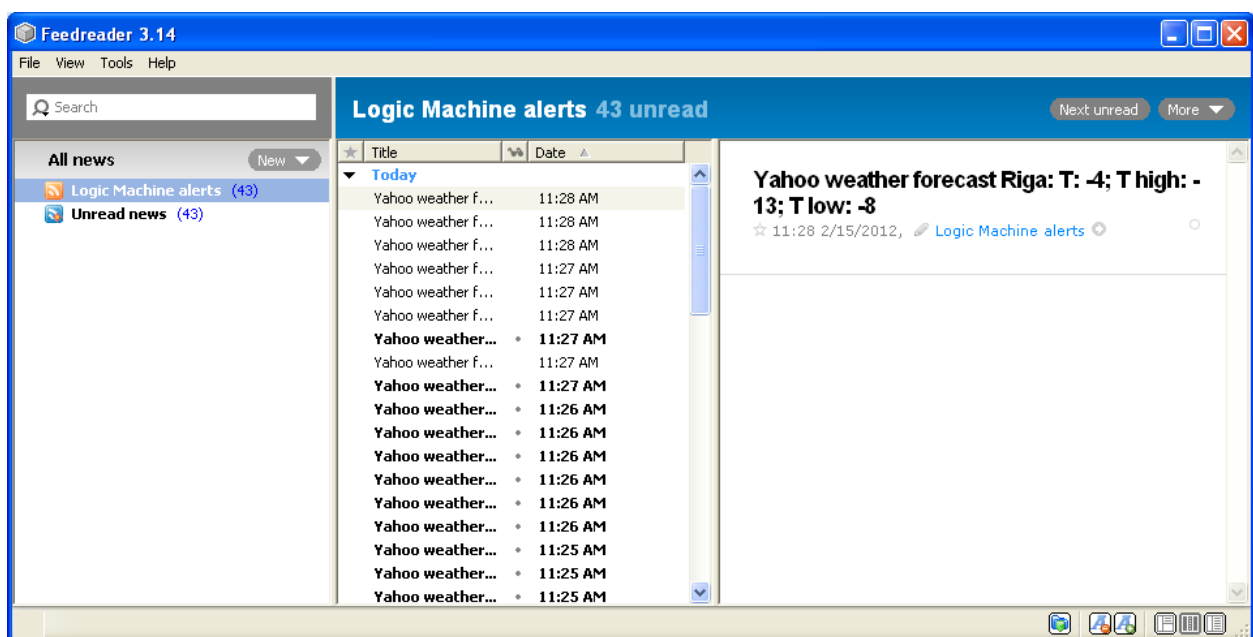 Feedreader 3.14
File View Tools Help
Search
Logic Machine alerts 43 unread
Next unread
More
All news
New
Logic Machine alerts (43)
Unread news (43)
Title Date
Today
Yahoo weather f... 11:28 AM
Yahoo weather f... 11:28 AM
Yahoo weather f... 11:28 AM
Yahoo weather f... 11:27 AM
Yahoo weather f... 11:27 AM
Yahoo weather f... 11:27 AM
Yahoo weather... 11:27 AM
Yahoo weather f... 11:27 AM
Yahoo weather... 11:27 AM
Yahoo weather... 11:26 AM
Yahoo weather... 11:26 AM
Yahoo weather... 11:26 AM
Yahoo weather... 11:26 AM
Yahoo weather... 11:26 AM
Yahoo weather... 11:26 AM
Yahoo weather... 11:25 AM
Yahoo weather... 11:25 AM
Yahoo weather... 11:25 AM
Yahoo weather forecast Riga: T: -4; T high: -
13; T low: -8
11:28 2/15/2012, Logic Machine alerts